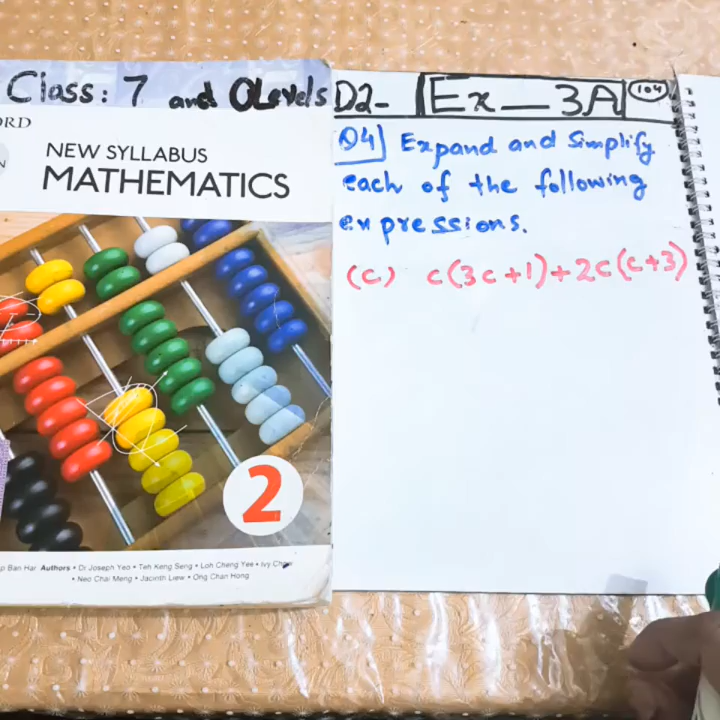 Class: 7 and OLevels
ORD
NEW SYLLABUS
MATHEMATICS
2
p Ban Har Authors • Dr Joseph Yeo • Teh Keng Seng • Loh Cheng Yee • Ivy Chow
• Neo Chai Meng • Jacinth Liew • Ong Chan Hong
D2- Ex — 3A 104
Q4] Expand and Simplify
each of the following
expressions.
(c) c(3c+1)+2c(c+3)